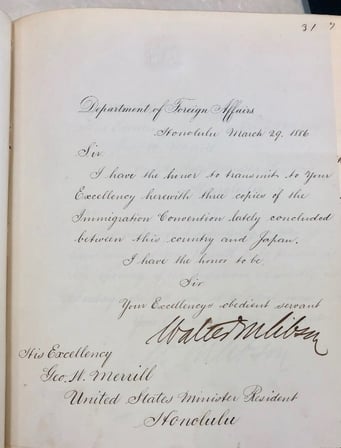 31
Department of Foreign Affairs
Honolulu March 29. 1886
Sir
I have the honor to transmit to Your
Excellency herewith three copies of the
Immigration Convention lately concluded
between this country and Japan.
I have the honor to be
Sir
Your Excellency's obedient servant
Walter M Gibson
His Excellency
Geo. W. Merrill
United States Minister Resident
Honolulu